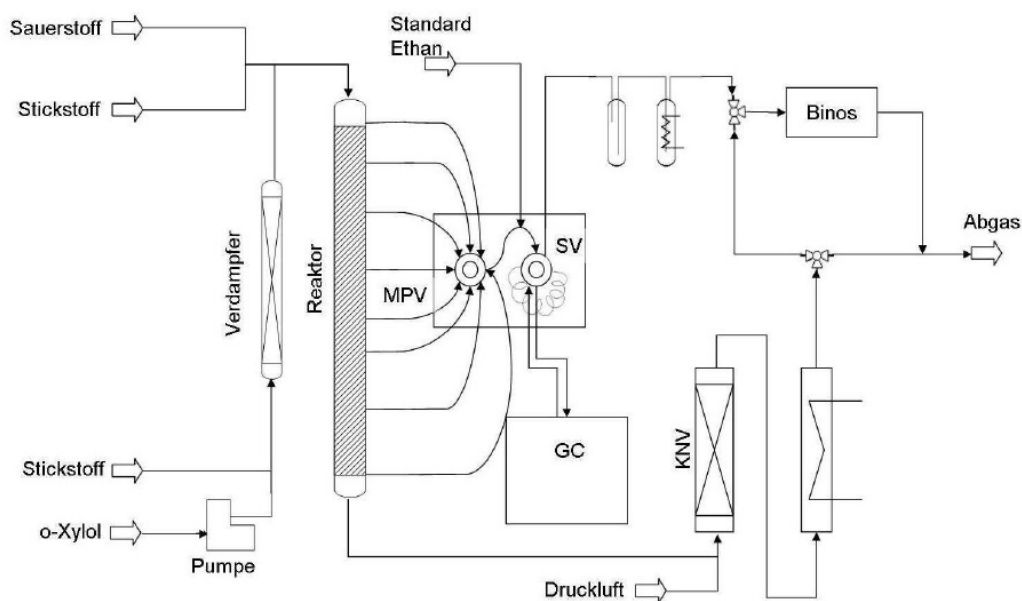 Sauerstoff
Stickstoff
Standard
Ethan
Binos
Abgas
SV
MPV
Verdampfer
Reaktor
GC
KNV
Stickstoff
o-Xylol
Pumpe
Druckluft